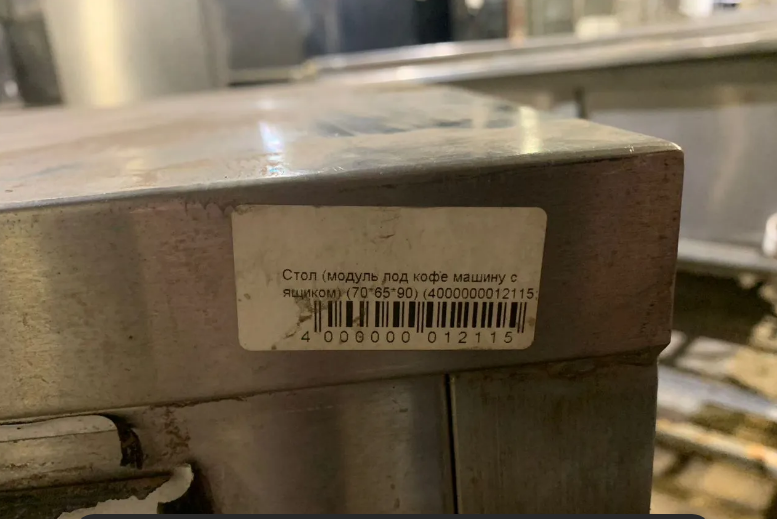 Стол (модуль под кофе машину с
ящиком) (70*65*90) (4000000012115;
4 000000 012115